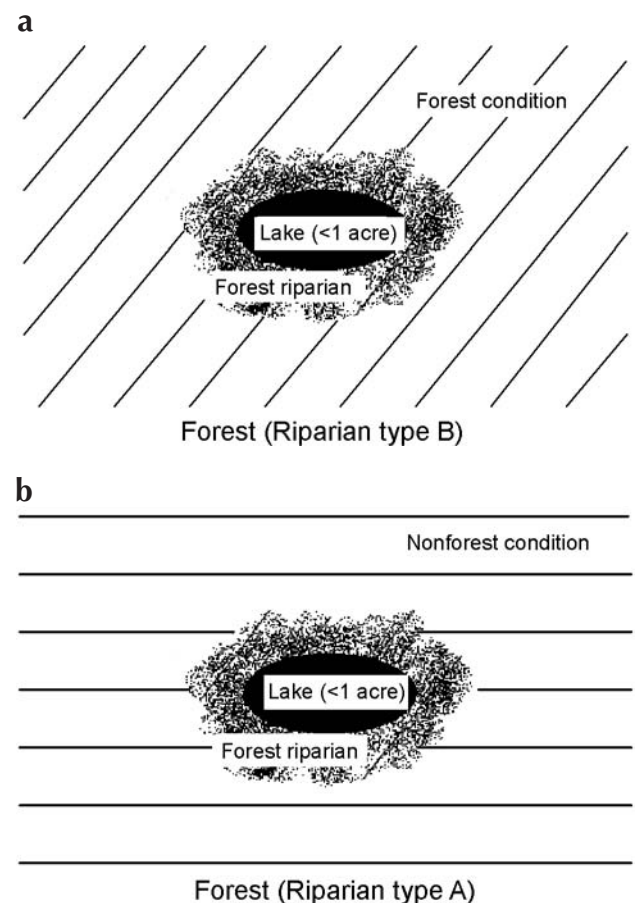 a
Forest condition
Lake (<1 acre)
Forest riparian
Forest (Riparian type B)
b
Nonforest condition
Lake (<1 acre)
Forest riparian
Forest (Riparian type A)